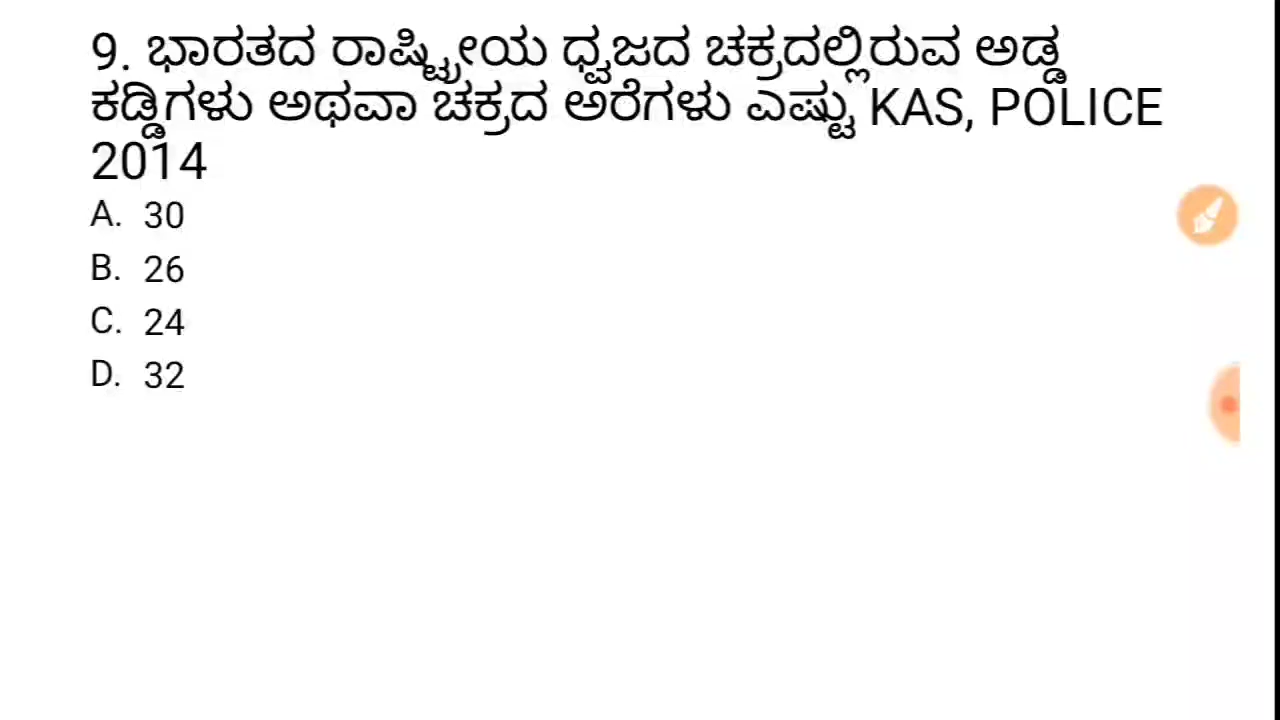 9. ಭಾರತದ ರಾಷ್ಟ್ರೀಯ ಧ್ವಜದ ಚಕ್ರದಲ್ಲಿರುವ ಅಡ್ಡ
ಕಡ್ಡಿಗಳು ಅಥವಾ ಚಕ್ರದ ಅರೆಗಳು ಎಷ್ಟು KAS, POLICE
2014
A. 30
B. 26
C. 24
D. 32